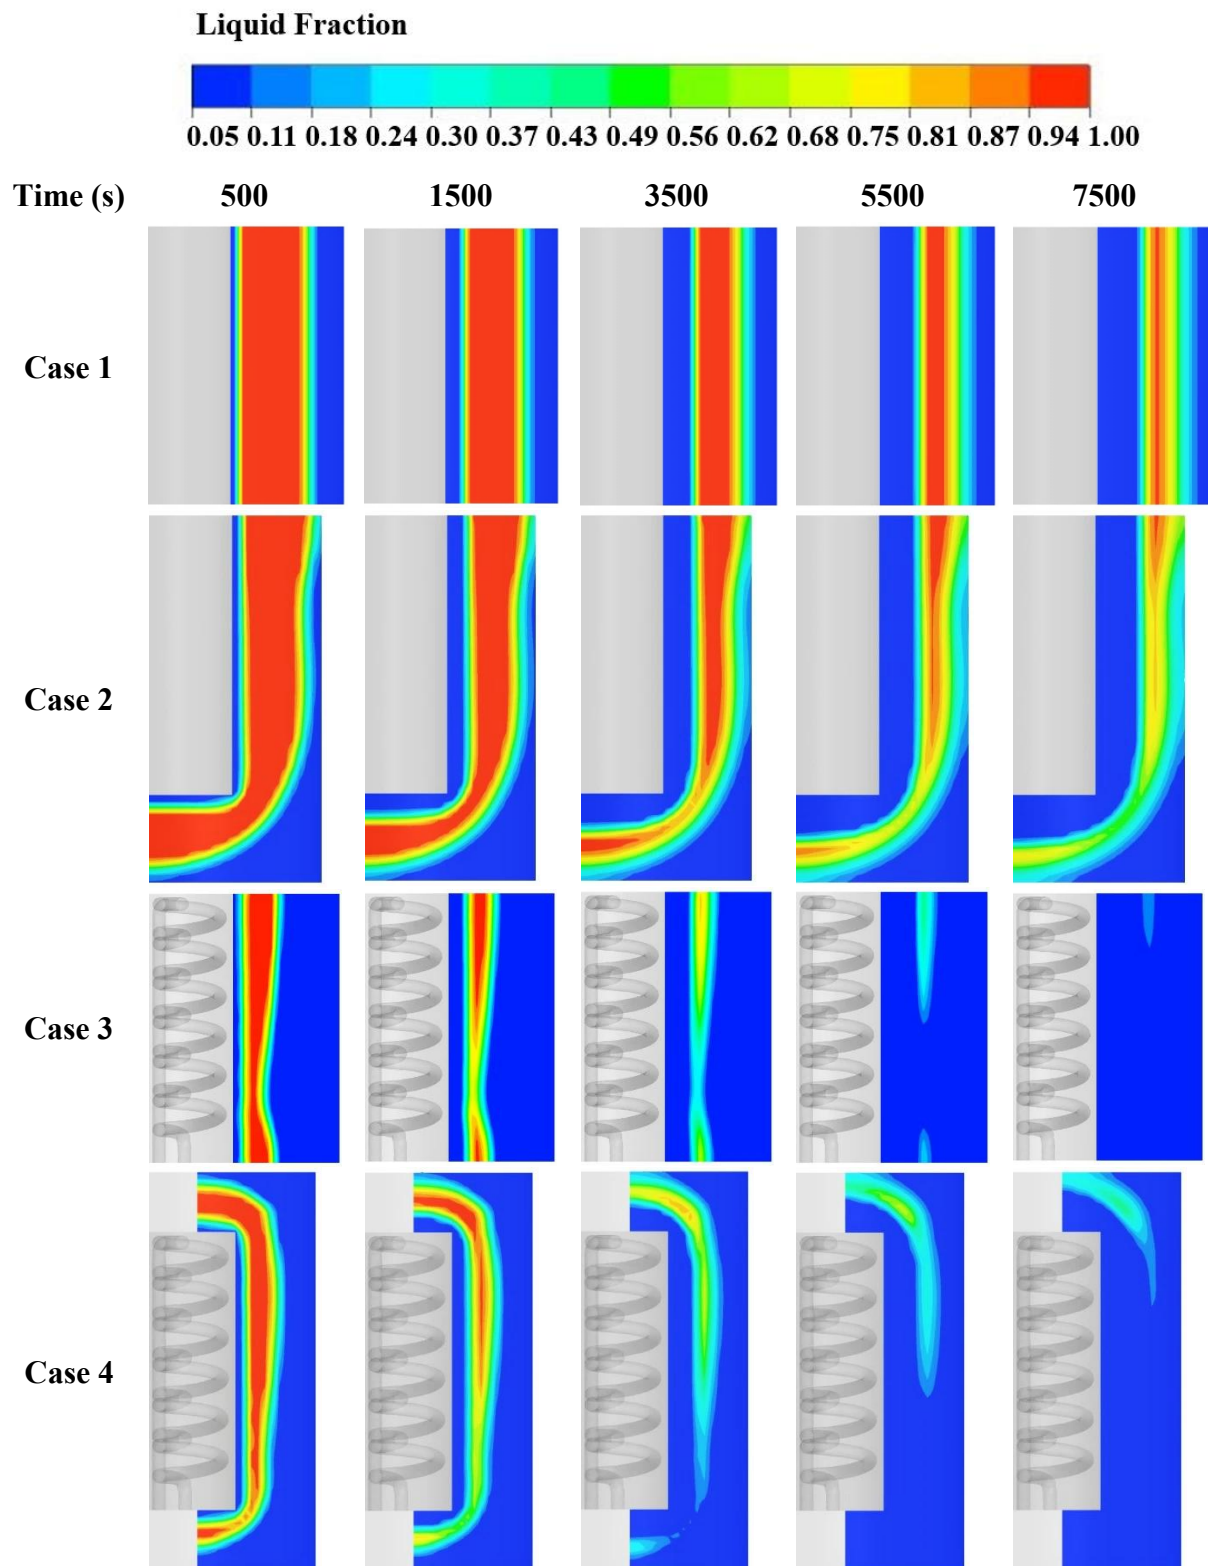 Liquid Fraction
0.05 0.11 0.18 0.24 0.30 0.37 0.43 0.49 0.56 0.62 0.68 0.75 0.81 0.87 0.94 1.00
Time (s) 500 1500 3500 5500 7500
Case 1
Case 2
Case 3
Case 4